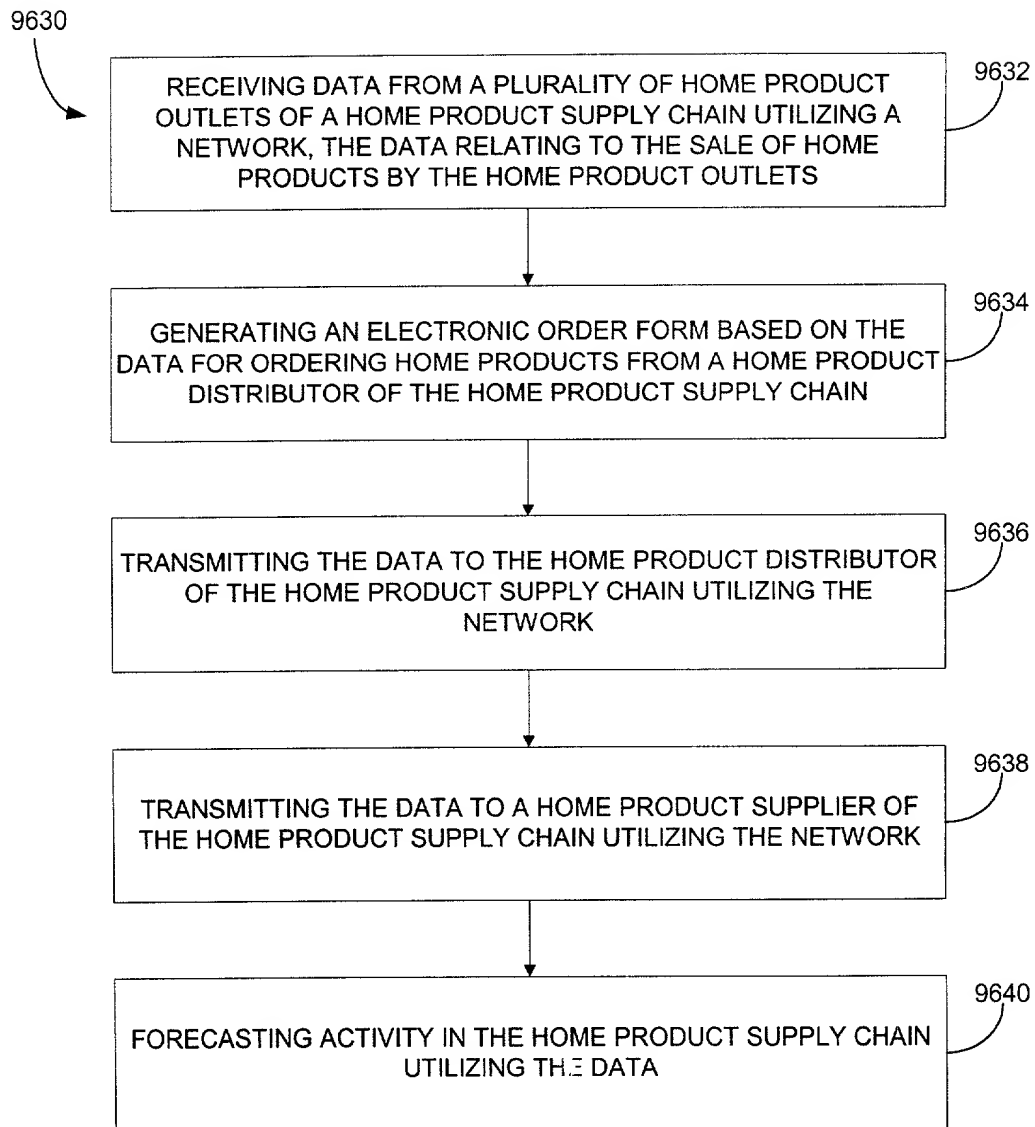 9630
9632
RECEIVING DATA FROM A PLURALITY OF HOME PRODUCT
OUTLETS OF A HOME PRODUCT SUPPLY CHAIN UTILIZING A
NETWORK, THE DATA RELATING TO THE SALE OF HOME
PRODUCTS BY THE HOME PRODUCT OUTLETS
9634
GENERATING AN ELECTRONIC ORDER FORM BASED ON THE
DATA FOR ORDERING HOME PRODUCTS FROM A HOME PRODUCT
DISTRIBUTOR OF THE HOME PRODUCT SUPPLY CHAIN
9636
TRANSMITTING THE DATA TO THE HOME PRODUCT DISTRIBUTOR
OF THE HOME PRODUCT SUPPLY CHAIN UTILIZING THE
NETWORK
9638
TRANSMITTING THE DATA TO A HOME PRODUCT SUPPLIER OF
THE HOME PRODUCT SUPPLY CHAIN UTILIZING THE NETWORK
9640
FORECASTING ACTIVITY IN THE HOME PRODUCT SUPPLY CHAIN
UTILIZING THE DATA